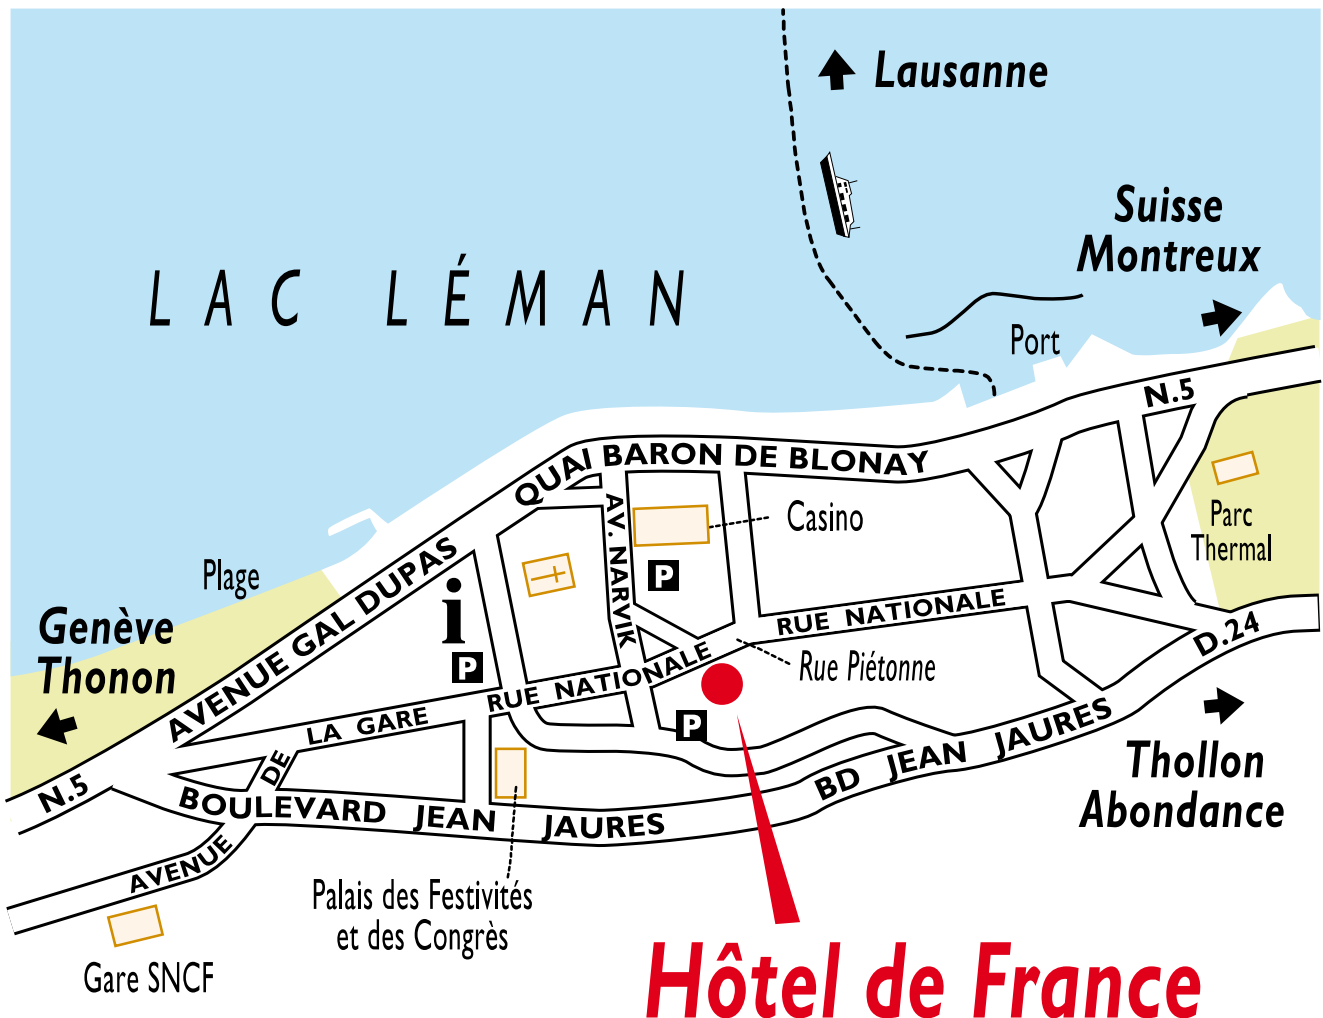 Lausanne
Suisse
Montreux
LAC LÉMAN
Port
N.5
QUAI BARON DE BLONAY
Casino
AV. NARVIK
P
Parc
Thermal
Plage
AVENUE GAL DUPAS
i
P
Genève
Thonon
RUE NATIONALE
RUE NATIONALE
Rue Piétonne
D.24
P
AVENUE DE LA GARE
N.5
BOULEVARD JEAN JAURES
BD JEAN JAURES
Thollon
Abondance
Palais des Festivités
et des Congrès
Gare SNCF
Hôtel de France